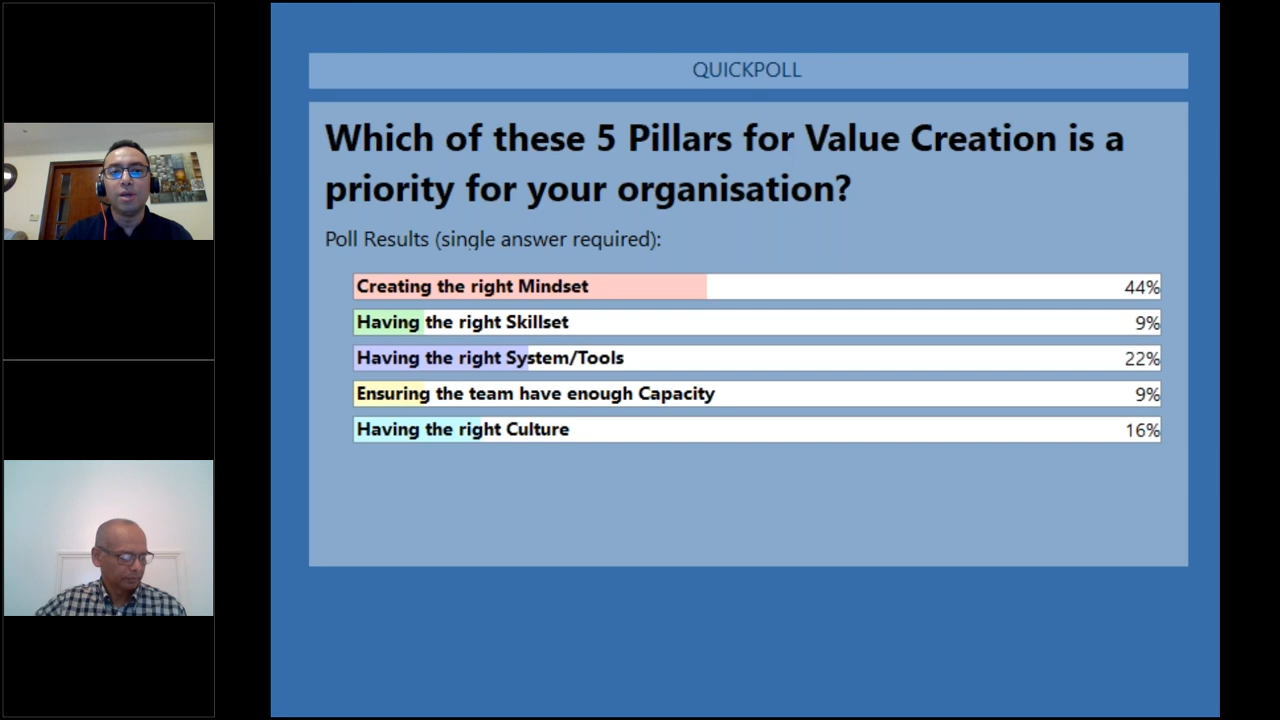 QUICKPOLL
Which of these 5 Pillars for Value Creation is a
priority for your organisation?
Poll Results (single answer required):
Creating the right Mindset 44%
Having the right Skillset 9%
Having the right System/Tools 22%
Ensuring the team have enough Capacity 9%
Having the right Culture 16%